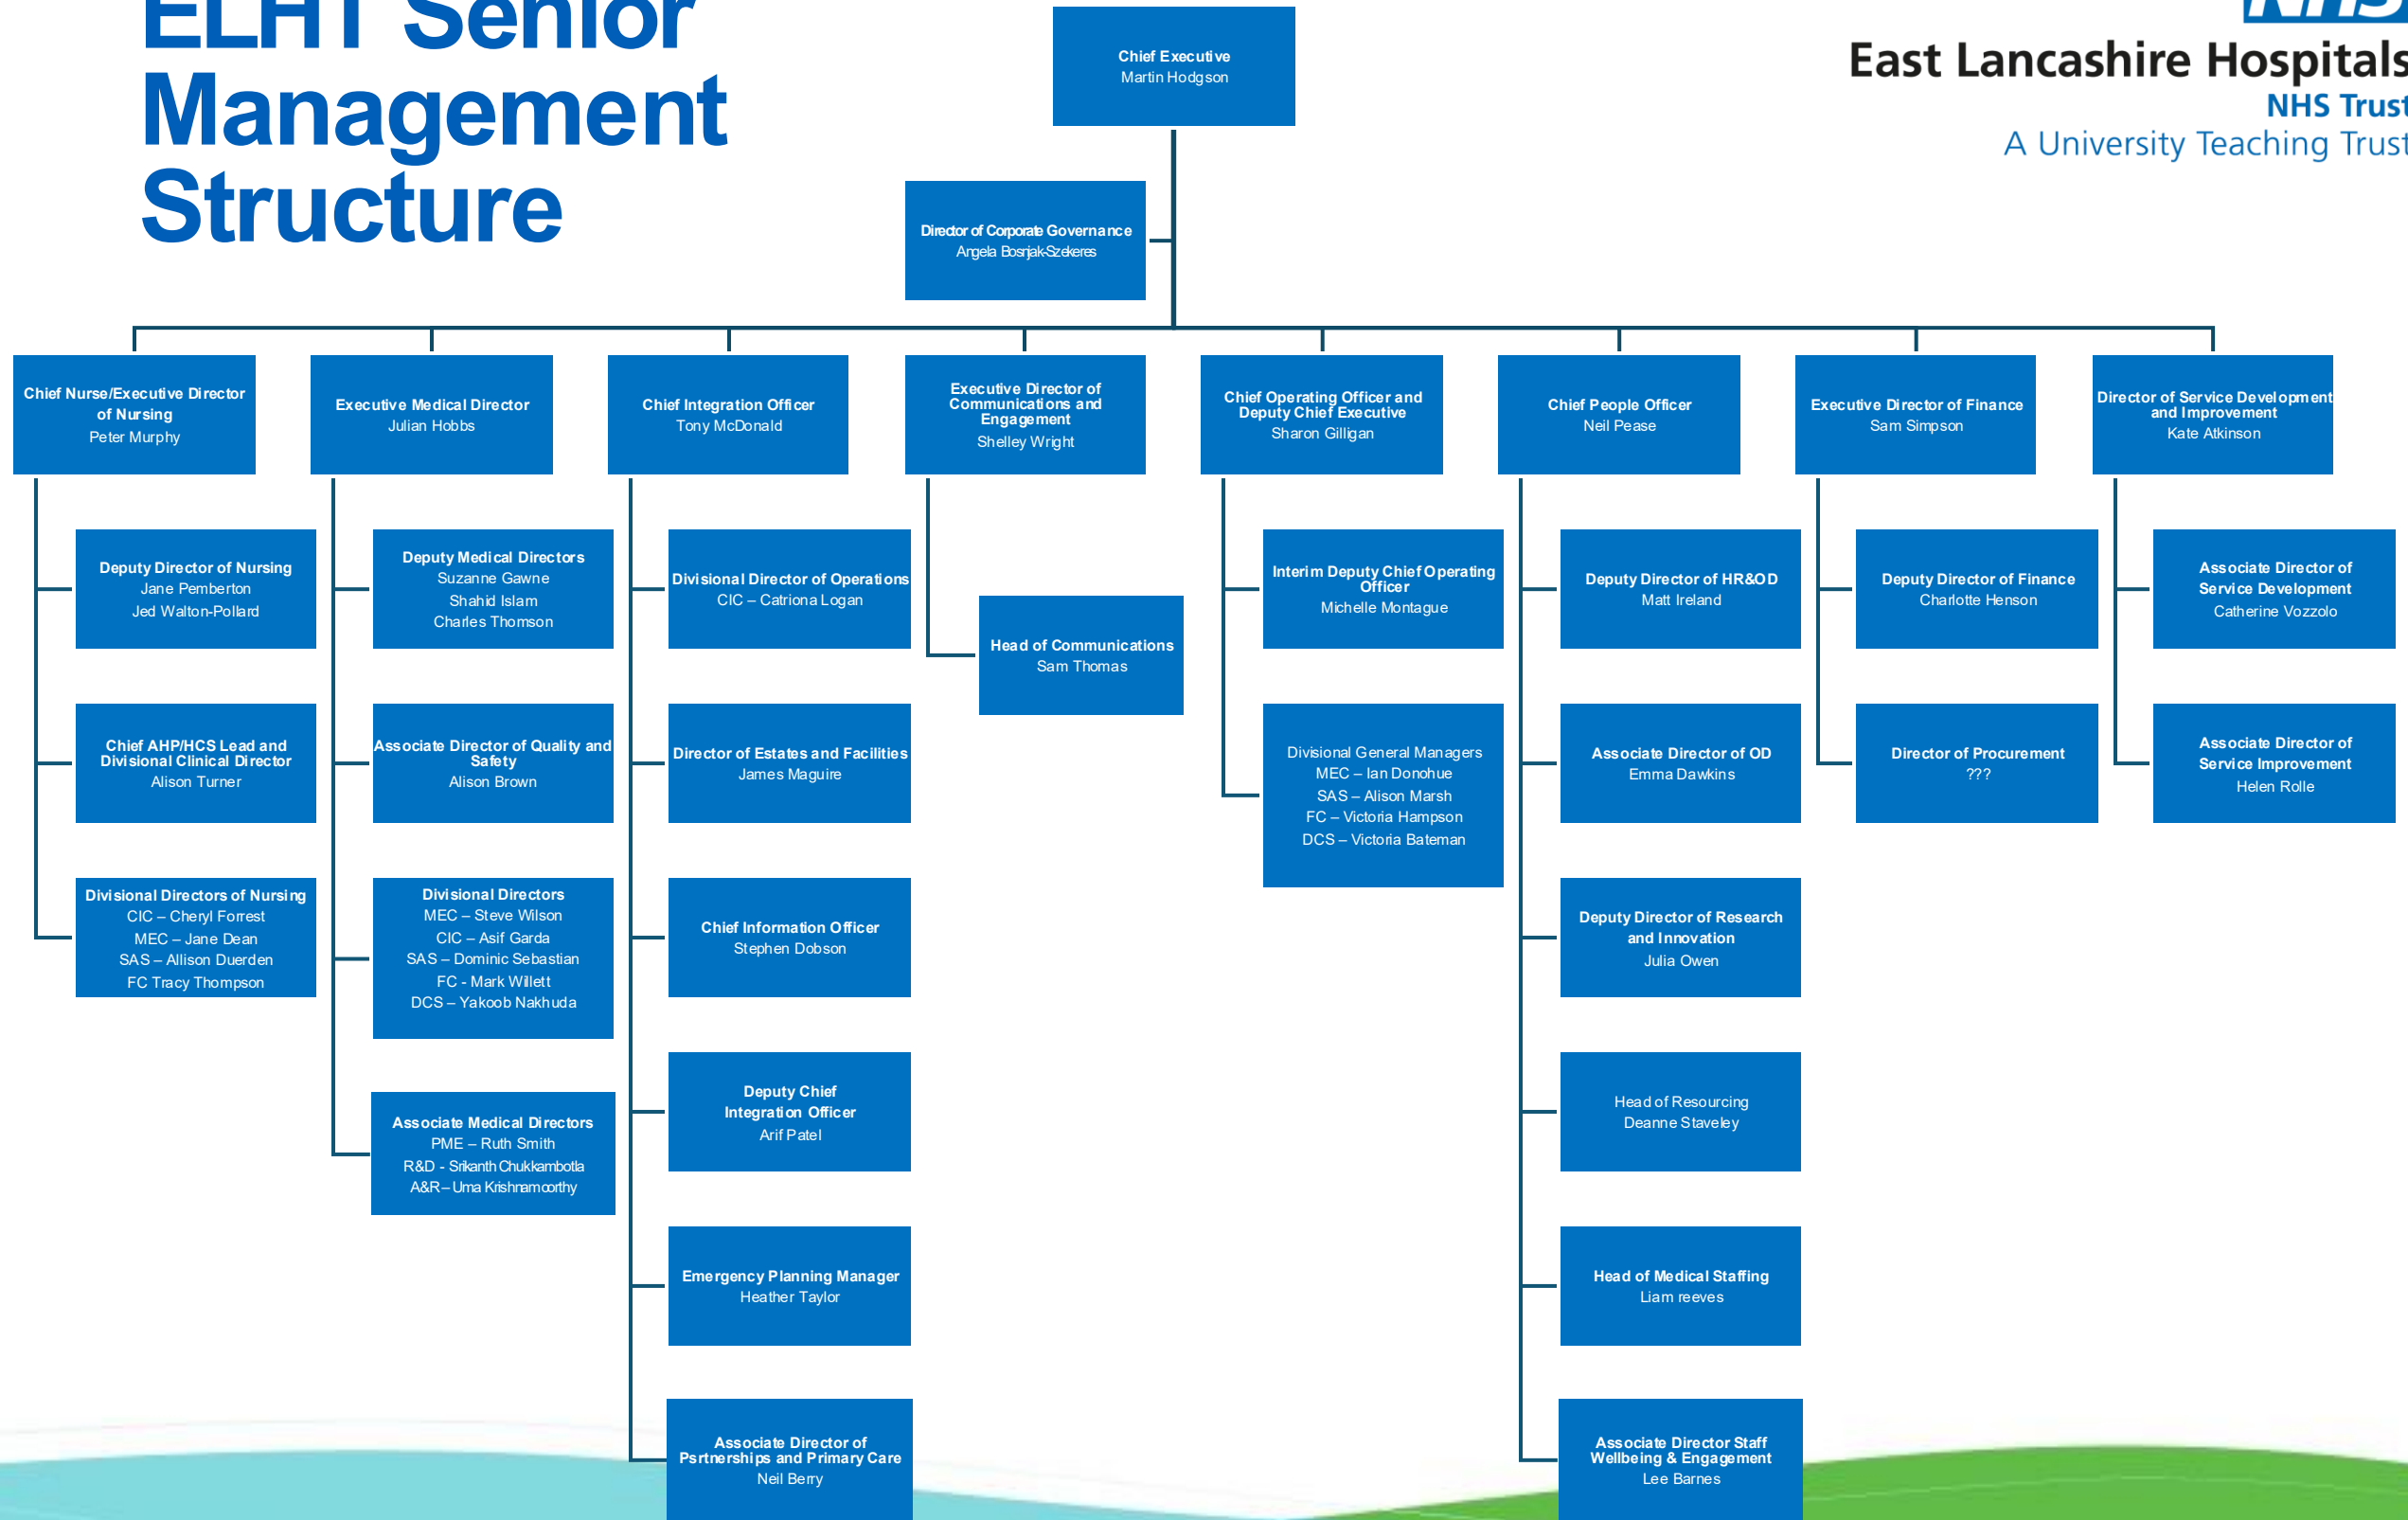 ELHT Senior
Management
Structure
NHS
East Lancashire Hospitals
NHS Trust
A University Teaching Trust
Chief Executive
Martin Hodgson
Director of Corporate Governance
Angela Bosnjak-Szekeres
Chief Nurse/Executive Director
of Nursing
Peter Murphy
Executive Medical Director
Julian Hobbs
Chief Integration Officer
Tony McDonald
Executive Director of
Communications and
Engagement
Shelley Wright
Chief Operating Officer and
Deputy Chief Executive
Sharon Gilligan
Chief People Officer
Neil Pease
Executive Director of Finance
Sam Simpson
Director of Service Development
and Improvement
Kate Atkinson
Deputy Director of Nursing
Jane Pemberton
Jed Walton-Pollard
Chief AHP/HCS Lead and
Divisional Clinical Director
Alison Turner
Divisional Directors of Nursing
CIC – Cheryl Forrest
MEC – Jane Dean
SAS – Allison Duerden
FC Tracy Thompson
Deputy Medical Directors
Suzanne Gawne
Shahid Islam
Charles Thomson
Associate Director of Quality and
Safety
Alison Brown
Divisional Directors
MEC – Steve Wilson
CIC – Asif Garda
SAS – Dominic Sebastian
FC - Mark Willett
DCS – Yakoob Nakhuda
Associate Medical Directors
PME – Ruth Smith
R&D - Srikanth Chukkambotla
A&R – Uma Krishnamoorthy
Divisional Director of Operations
CIC – Catriona Logan
Director of Estates and Facilities
James Maguire
Chief Information Officer
Stephen Dobson
Deputy Chief
Integration Officer
Arif Patel
Emergency Planning Manager
Heather Taylor
Associate Director of
Psrtnerships and Primary Care
Neil Berry
Head of Communications
Sam Thomas
Interim Deputy Chief Operating
Officer
Michelle Montague
Divisional General Managers
MEC – Ian Donohue
SAS – Alison Marsh
FC – Victoria Hampson
DCS – Victoria Bateman
Deputy Director of HR&OD
Matt Ireland
Associate Director of OD
Emma Dawkins
Deputy Director of Research
and Innovation
Julia Owen
Head of Resourcing
Deanne Staveley
Head of Medical Staffing
Liam reeves
Associate Director Staff
Wellbeing & Engagement
Lee Barnes
Deputy Director of Finance
Charlotte Henson
Director of Procurement
???
Associate Director of
Service Development
Catherine Vozzolo
Associate Director of
Service Improvement
Helen Rolle